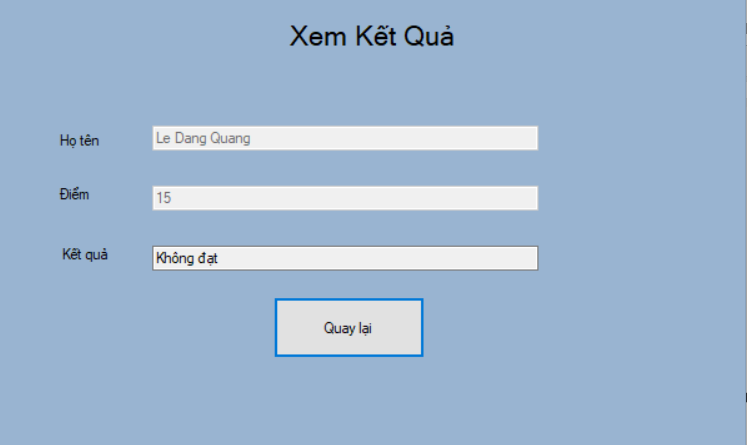 Xem Kết Quả
Họ tên Le Dang Quang
Điểm 15
Kết quả Không đạt
Quay lại